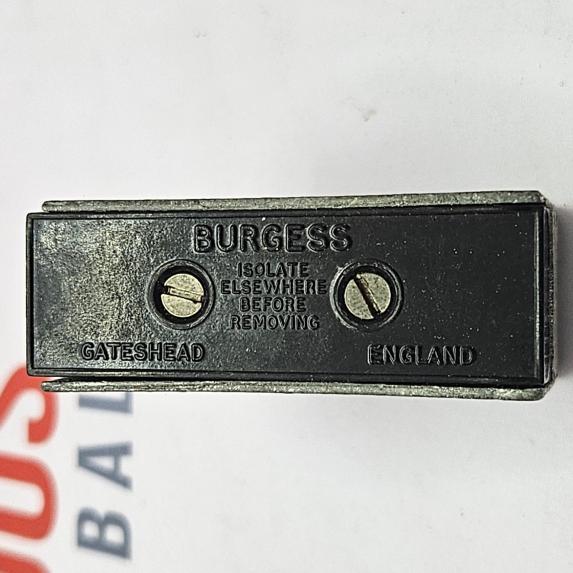 BURGESS
ISOLATE
ELSEWHERE
BEFORE
REMOVING
GATESHEAD ENGLAND